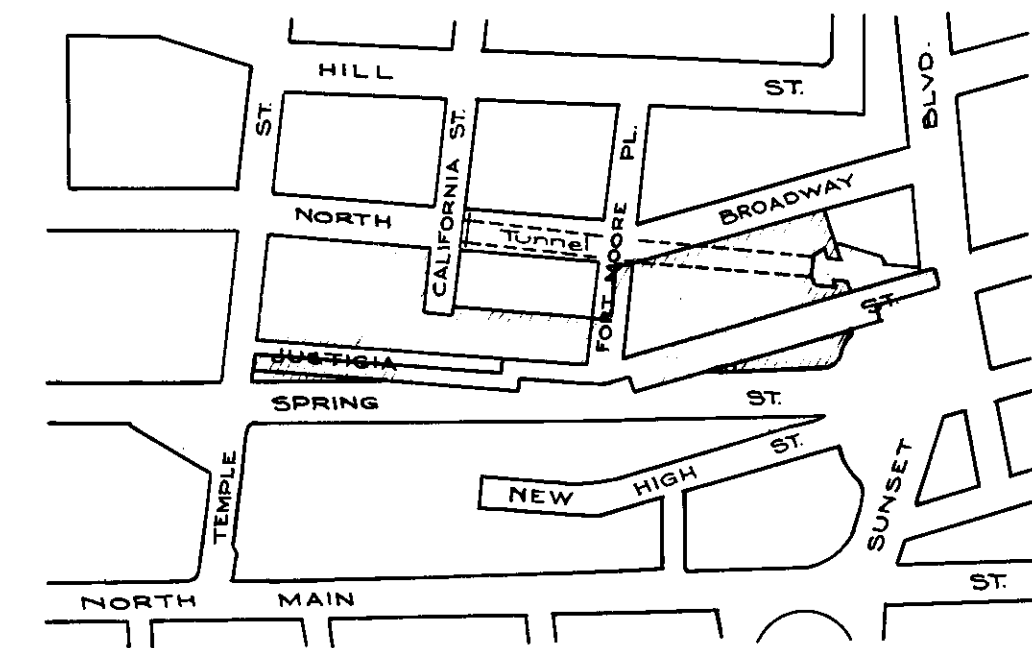 HILL ST.
ST.
CALIFORNIA ST.
FORT MOORE PL.
BLVD.
NORTH BROADWAY
Tunnel
ST.
JUSTICIA
SPRING ST.
TEMPLE
NEW HIGH ST.
SUNSET
NORTH MAIN ST.